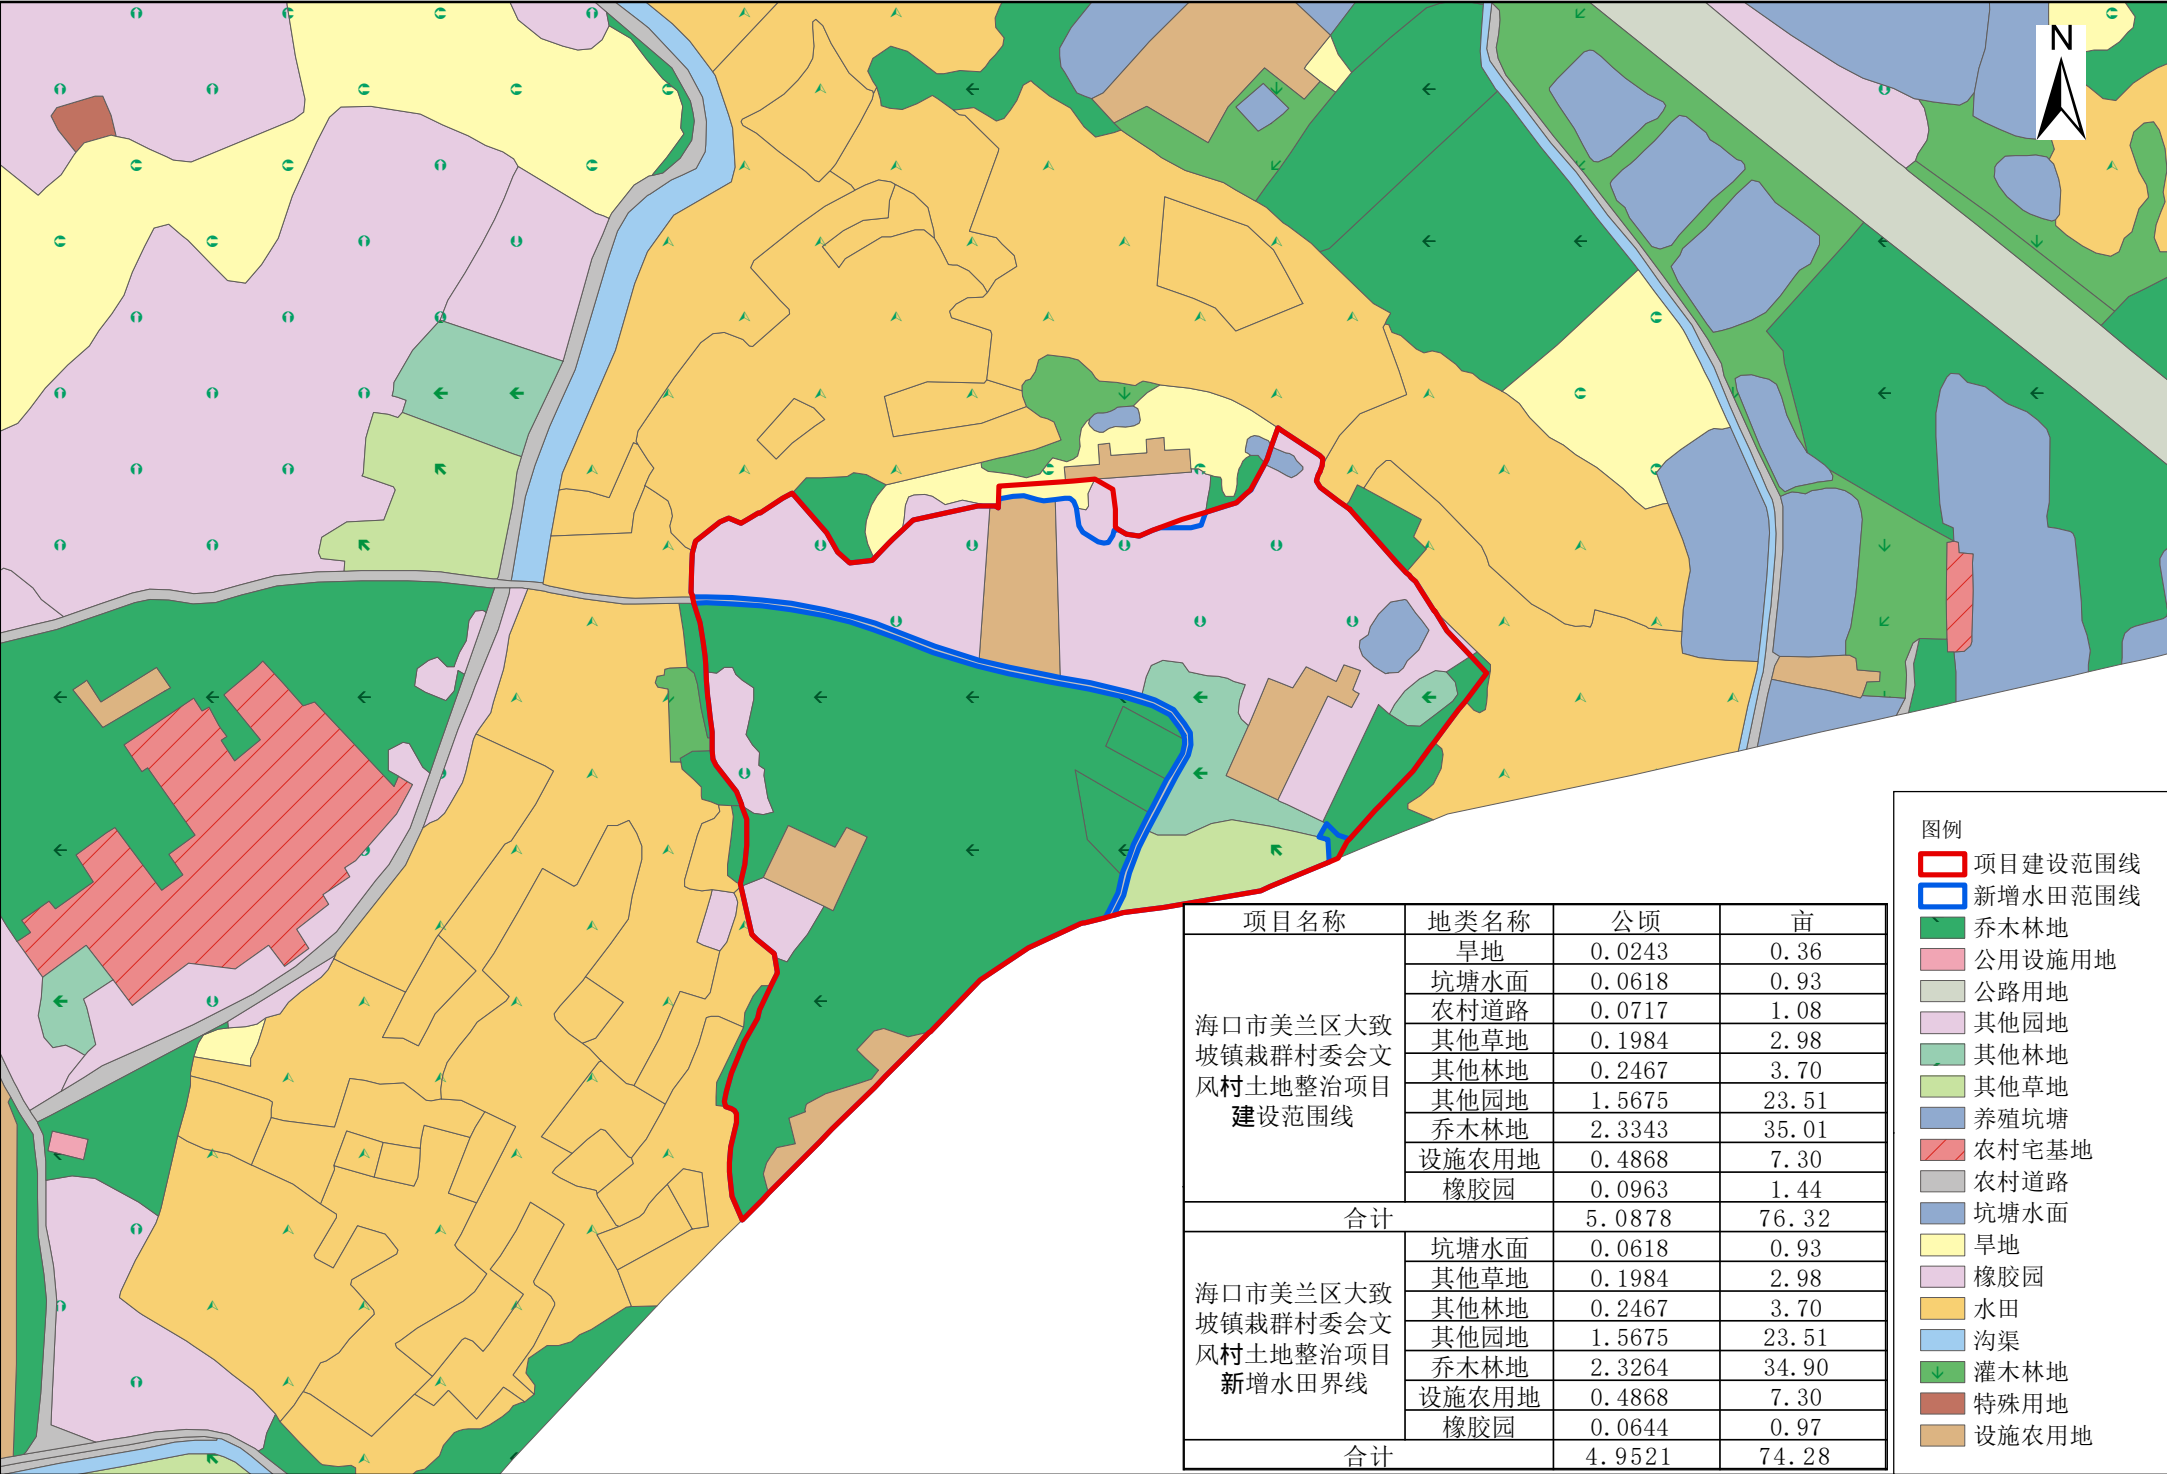 N
图例
项目建设范围线
新增水田范围线
乔木林地
公用设施用地
公路用地
其他园地
其他林地
其他草地
养殖坑塘
农村宅基地
农村道路
坑塘水面
旱地
橡胶园
水田
沟渠
灌木林地
特殊用地
设施农用地
项目名称 地类名称 公顷 亩
海口市美兰区大致
坡镇栽群村委会文
风村土地整治项目
建设范围线
旱地 0.0243 0.36
坑塘水面 0.0618 0.93
农村道路 0.0717 1.08
其他草地 0.1984 2.98
其他林地 0.2467 3.70
其他园地 1.5675 23.51
乔木林地 2.3343 35.01
设施农用地 0.4868 7.30
橡胶园 0.0963 1.44
合计 5.0878 76.32
海口市美兰区大致
坡镇栽群村委会文
风村土地整治项目
新增水田界线
坑塘水面 0.0618 0.93
其他草地 0.1984 2.98
其他林地 0.2467 3.70
其他园地 1.5675 23.51
乔木林地 2.3264 34.90
设施农用地 0.4868 7.30
橡胶园 0.0644 0.97
合计 4.9521 74.28